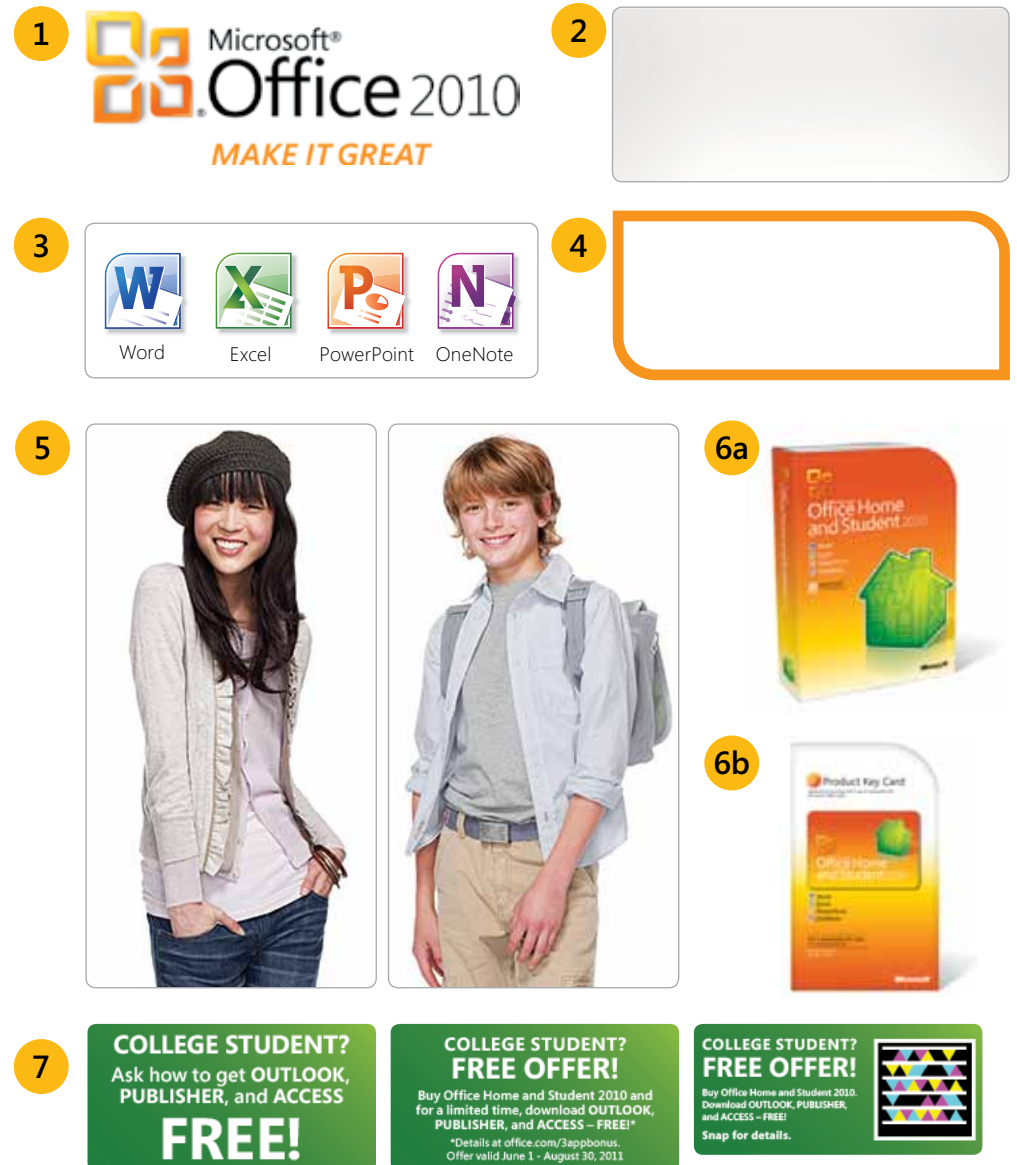 1
Microsoft®
Office 2010
MAKE IT GREAT
2
3
W
X
P
N
Word
Excel
PowerPoint
OneNote
4
5
6a
Office Home
and Student 2010
Microsoft
6b
Product Key Card
Office Home
and Student
Microsoft
7
COLLEGE STUDENT?
Ask how to get OUTLOOK,
PUBLISHER, and ACCESS
FREE!
COLLEGE STUDENT?
FREE OFFER!
Buy Office Home and Student 2010 and
for a limited time, download OUTLOOK,
PUBLISHER, and ACCESS – FREE!*
*Details at office.com/3appbonus.
Offer valid June 1 - August 30, 2011
COLLEGE STUDENT?
FREE OFFER!
Buy Office Home and Student 2010.
Download OUTLOOK, PUBLISHER,
and ACCESS – FREE!
Snap for details.